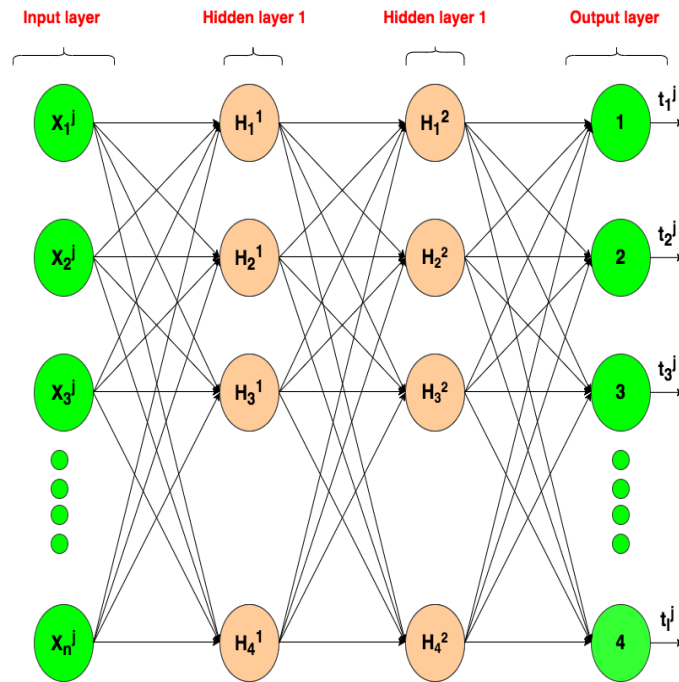 Input layer Hidden layer 1 Hidden layer 1 Output layer
X₁ʲ H₁¹ H₁² 1 t₁ʲ
X₂ʲ H₂¹ H₂² 2 t₂ʲ
X₃ʲ H₃¹ H₃² 3 t₃ʲ
Xₙʲ H₄¹ H₄² 4 tₗʲ